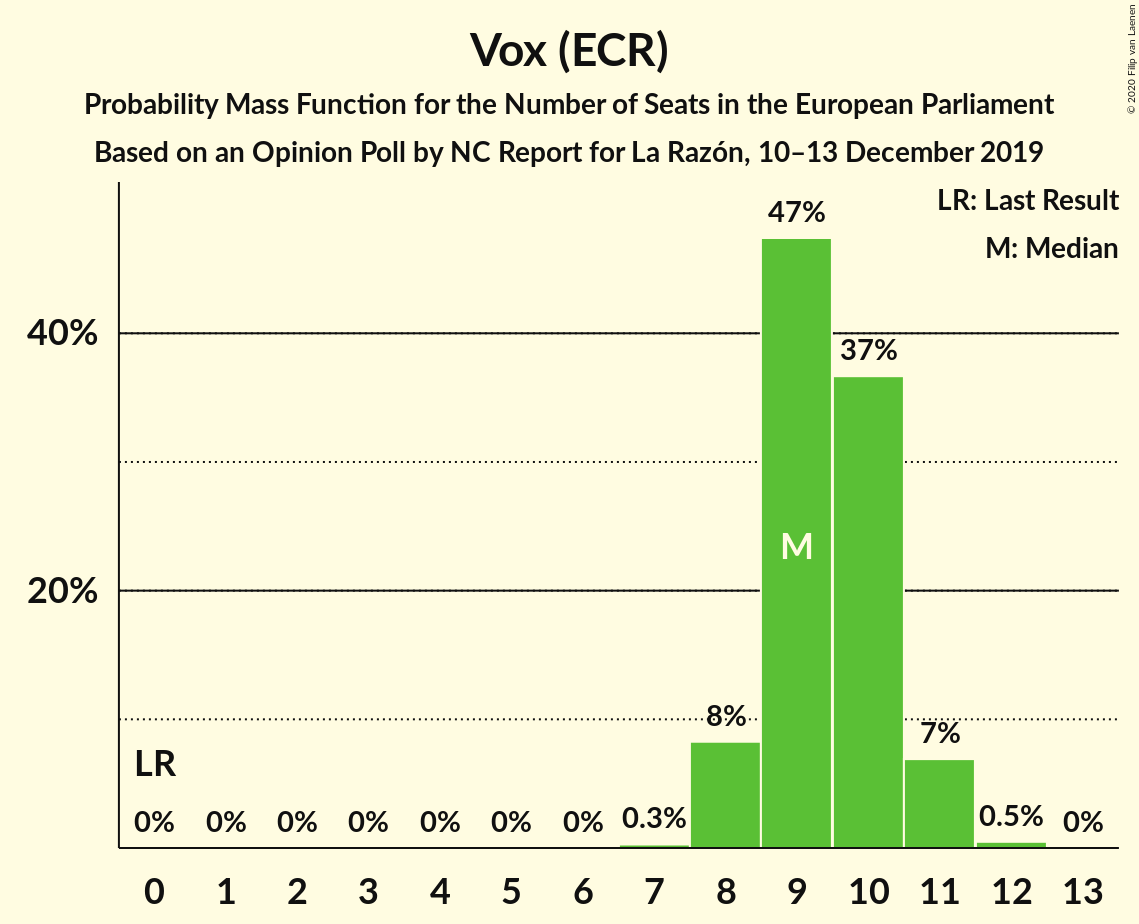 Vox (ECR)
Probability Mass Function for the Number of Seats in the European Parliament
Based on an Opinion Poll by NC Report for La Razón, 10–13 December 2019
© 2020 Filip van Laenen
LR: Last Result
M: Median
47%
40%
37%
M
20%
8%
7%
LR
0% 0% 0% 0% 0% 0% 0% 0.3% 0.5% 0%
0 1 2 3 4 5 6 7 8 9 10 11 12 13